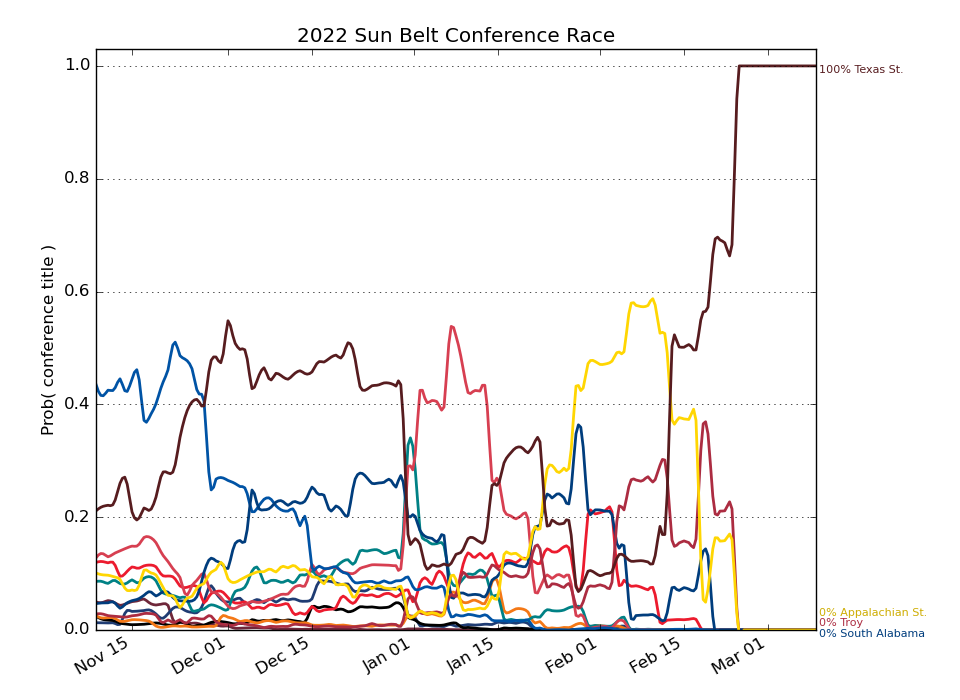 2022 Sun Belt Conference Race
1.0
0.8
0.6
0.4
0.2
0.0
Prob( conference title )
100% Texas St.
0% Appalachian St.
0% Troy
0% South Alabama
Nov 15
Dec 01
Dec 15
Jan 01
Jan 15
Feb 01
Feb 15
Mar 01